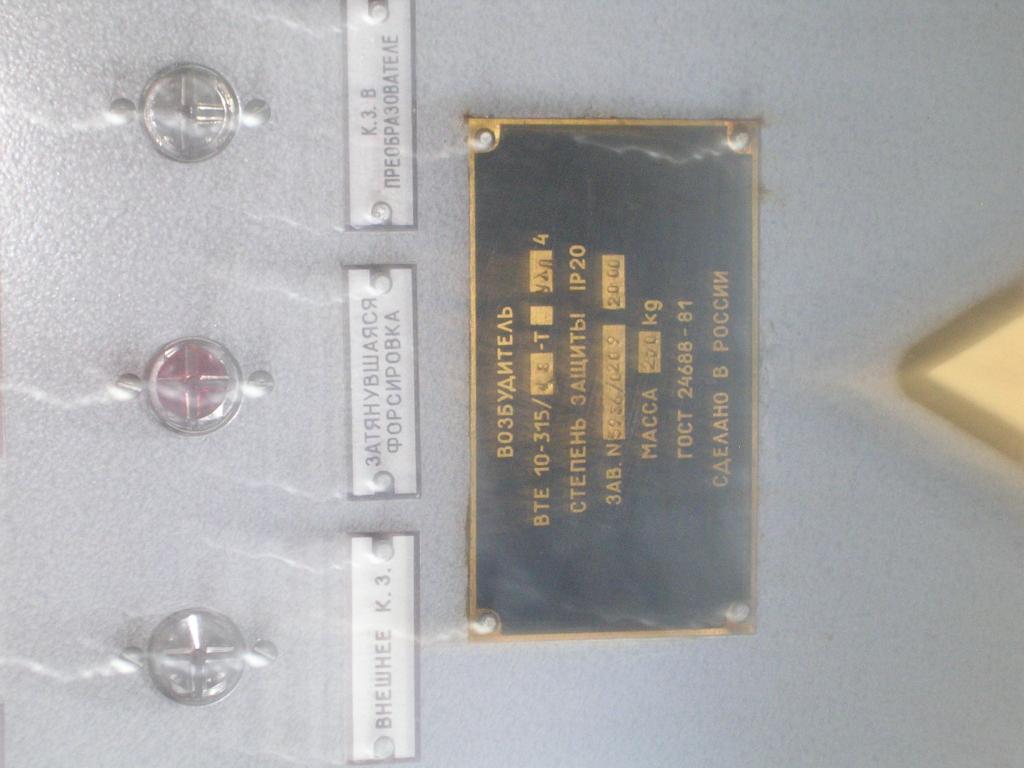 ВНЕШНЕЕ К.З.
ЗАТЯНУВШАЯСЯ
ФОРСИРОВКА
К.З. В
ПРЕОБРАЗОВАТЕЛЕ
ВОЗБУДИТЕЛЬ
ВТЕ 10-315/ -Т 4
СТЕПЕНЬ ЗАЩИТЫ IP20
ЗАВ. N 2000
МАССА kg
ГОСТ 24688-81
СДЕЛАНО В РОССИИ